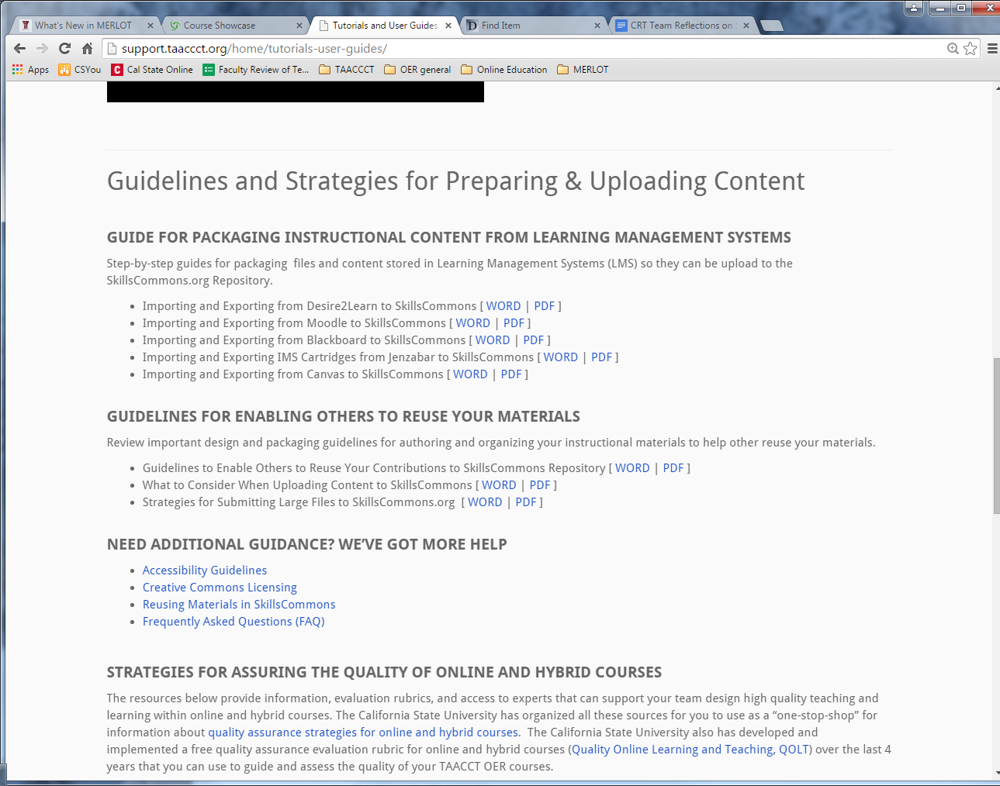 What's New in MERLOT
Course Showcase
Tutorials and User Guides
Find Item
CRT Team Reflections on
support.taaccct.org/home/tutorials-user-guides/
Apps
CSYou
Cal State Online
Faculty Review of Te...
TAACCCT
OER general
Online Education
MERLOT
Guidelines and Strategies for Preparing & Uploading Content
GUIDE FOR PACKAGING INSTRUCTIONAL CONTENT FROM LEARNING MANAGEMENT SYSTEMS
Step-by-step guides for packaging files and content stored in Learning Management Systems (LMS) so they can be upload to the
SkillsCommons.org Repository.
• Importing and Exporting from Desire2Learn to SkillsCommons [ WORD | PDF ]
• Importing and Exporting from Moodle to SkillsCommons [ WORD | PDF ]
• Importing and Exporting from Blackboard to SkillsCommons [ WORD | PDF ]
• Importing and Exporting IMS Cartridges from Jenzabar to SkillsCommons [ WORD | PDF ]
• Importing and Exporting from Canvas to SkillsCommons [ WORD | PDF ]
GUIDELINES FOR ENABLING OTHERS TO REUSE YOUR MATERIALS
Review important design and packaging guidelines for authoring and organizing your instructional materials to help other reuse your materials.
• Guidelines to Enable Others to Reuse Your Contributions to SkillsCommons Repository [ WORD | PDF ]
• What to Consider When Uploading Content to SkillsCommons [ WORD | PDF ]
• Strategies for Submitting Large Files to SkillsCommons.org [ WORD | PDF ]
NEED ADDITIONAL GUIDANCE? WE’VE GOT MORE HELP
• Accessibility Guidelines
• Creative Commons Licensing
• Reusing Materials in SkillsCommons
• Frequently Asked Questions (FAQ)
STRATEGIES FOR ASSURING THE QUALITY OF ONLINE AND HYBRID COURSES
The resources below provide information, evaluation rubrics, and access to experts that can support your team design high quality teaching and
learning within online and hybrid courses. The California State University has organized all these sources for you to use as a “one-stop-shop” for
information about quality assurance strategies for online and hybrid courses. The California State University also has developed and
implemented a free quality assurance evaluation rubric for online and hybrid courses (Quality Online Learning and Teaching, QOLT) over the last 4
years that you can use to guide and assess the quality of your TAACCT OER courses.